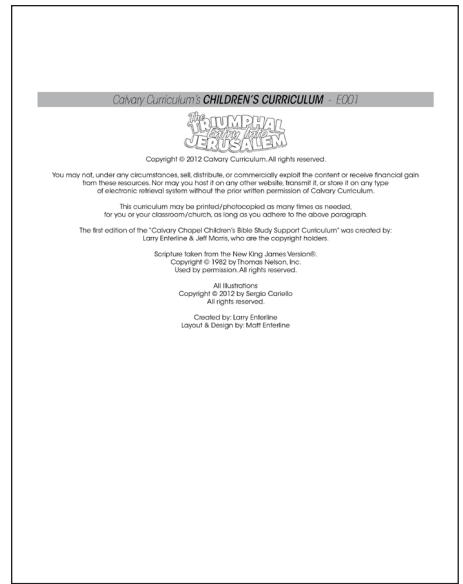 Calvary Curriculum's CHILDREN'S CURRICULUM - E001
The
TRIUMPHAL
Entry Into
JERUSALEM
Copyright © 2012 Calvary Curriculum. All rights reserved.
You may not, under any circumstances, sell, distribute, or commercially exploit the content or receive financial gain
from these resources. Nor may you host it on any other website, transmit it, or store it on any type
of electronic retrieval system without the prior written permission of Calvary Curriculum.
This curriculum may be printed/photocopied as many times as needed,
for you or your classroom/church, as long as you adhere to the above paragraph.
The first edition of the "Calvary Chapel Children's Bible Study Support Curriculum" was created by:
Larry Enterline & Jeff Morris, who are the copyright holders.
Scripture taken from the New King James Version®.
Copyright © 1982 by Thomas Nelson, Inc.
Used by permission. All rights reserved.
All Illustrations
Copyright © 2012 by Sergio Cariello
All rights reserved.
Created by: Larry Enterline
Layout & Design by: Matt Enterline